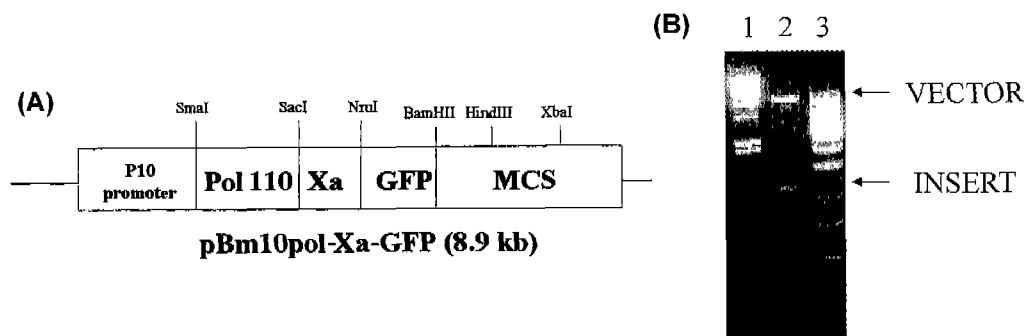 (A)
SmaI SacI NruI BamHII HindIII XbaI
P10 promoter Pol 110 Xa GFP MCS
pBm10pol-Xa-GFP (8.9 kb)
(B)
1 2 3
VECTOR
INSERT